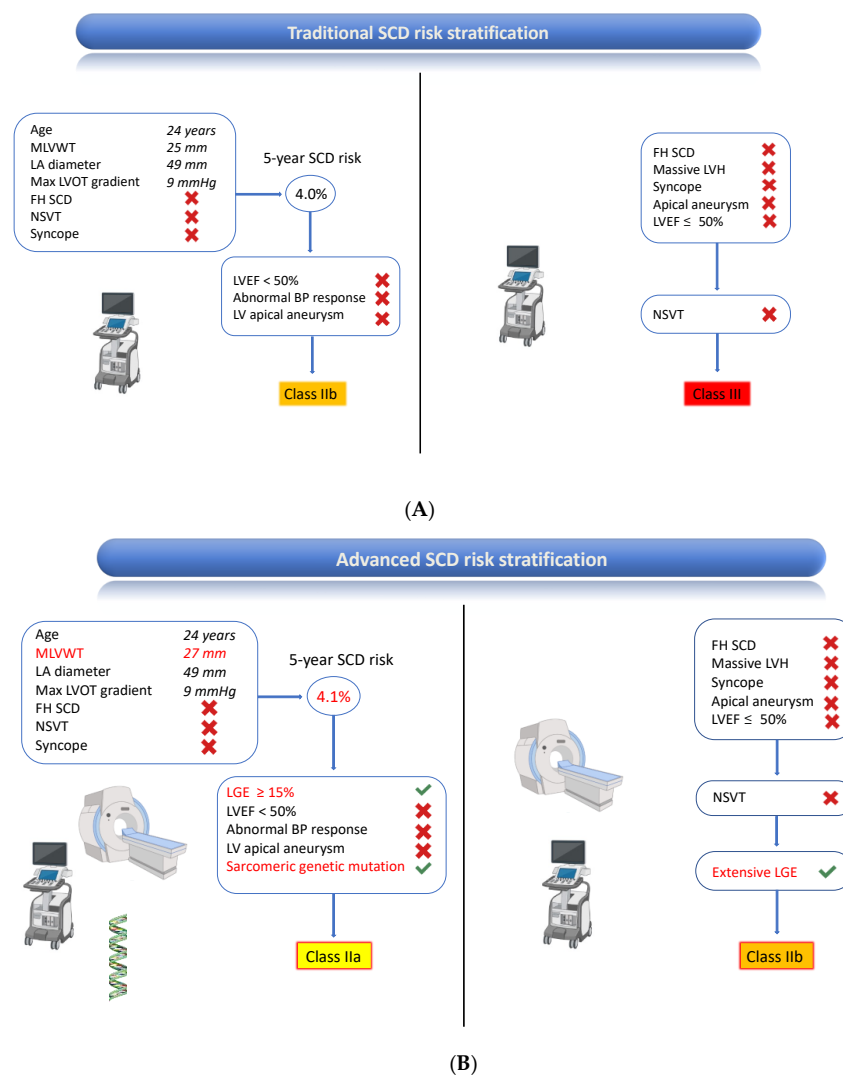 Traditional SCD risk stratification
Age 24 years
MLVWT 25 mm
LA diameter 49 mm
Max LVOT gradient 9 mmHg
FH SCD
NSVT
Syncope
5-year SCD risk
4.0%
LVEF < 50%
Abnormal BP response
LV apical aneurysm
Class IIb
FH SCD
Massive LVH
Syncope
Apical aneurysm
LVEF ≤ 50%
NSVT
Class III
(A)
Advanced SCD risk stratification
Age 24 years
MLVWT 27 mm
LA diameter 49 mm
Max LVOT gradient 9 mmHg
FH SCD
NSVT
Syncope
5-year SCD risk
4.1%
LGE ≥ 15%
LVEF < 50%
Abnormal BP response
LV apical aneurysm
Sarcomeric genetic mutation
Class IIa
FH SCD
Massive LVH
Syncope
Apical aneurysm
LVEF ≤ 50%
NSVT
Extensive LGE
Class IIb
(B)